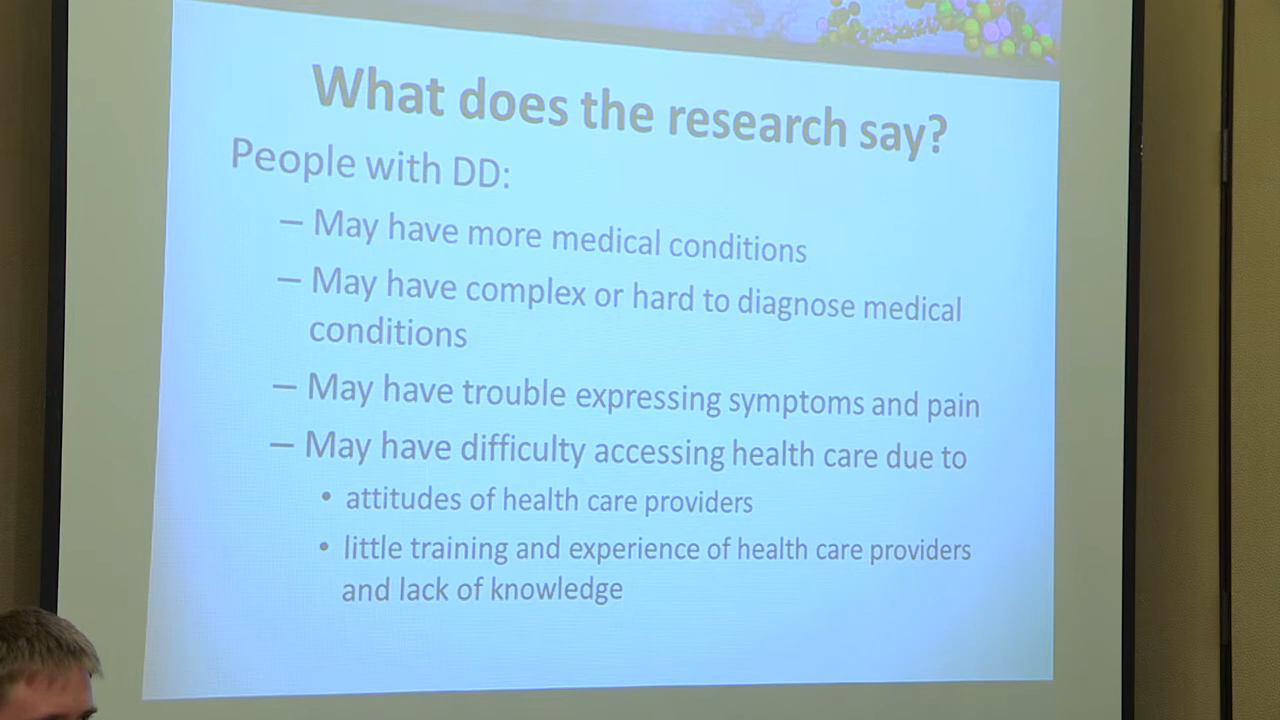 What does the research say?
People with DD:
– May have more medical conditions
– May have complex or hard to diagnose medical
conditions
– May have trouble expressing symptoms and pain
– May have difficulty accessing health care due to
• attitudes of health care providers
• little training and experience of health care providers
and lack of knowledge